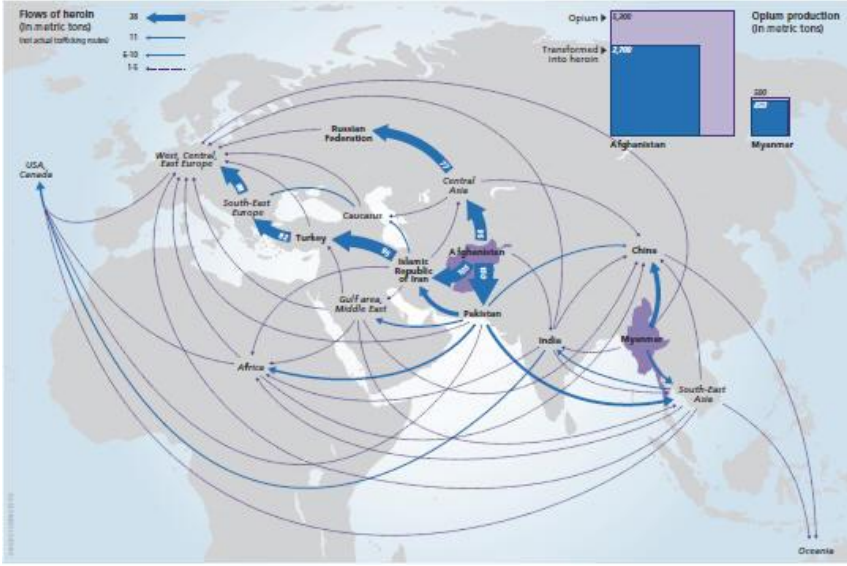 Flows of heroin
(in metric tons)
(not actual trafficking routes)
38
11
6-10
1-5
Opium
Transformed
into heroin
2,700
Afghanistan
Opium production
(in metric tons)
Myanmar
USA,
Canada
West, Central,
East Europe
Russian
Federation
Central
Asia
South-East
Europe
Caucasus
Turkey
Islamic
Republic
of Iran
Afghanistan
Gulf area,
Middle East
Pakistan
China
India
Myanmar
Africa
South-East
Asia
Oceania